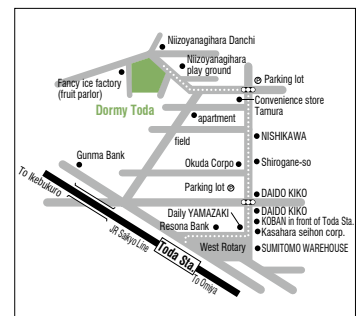 Niizoyanagihara Danchi
Niizoyanagihara
play ground
Fancy ice factory
(fruit parlor)
P Parking lot
Dormy Toda
Convenience store
Tamura
apartment
field
NISHIKAWA
Gunma Bank
Okuda Corpo
Shirogane-so
To Ikebukuro
Parking lot P
DAIDO KIKO
Daily YAMAZAKI
DAIDO KIKO
KOBAN in front of Toda Sta.
Resona Bank
Kasahara seihon corp.
JR Saikyo Line
Toda Sta.
West Rotary
SUMITOMO WAREHOUSE
To Omiya